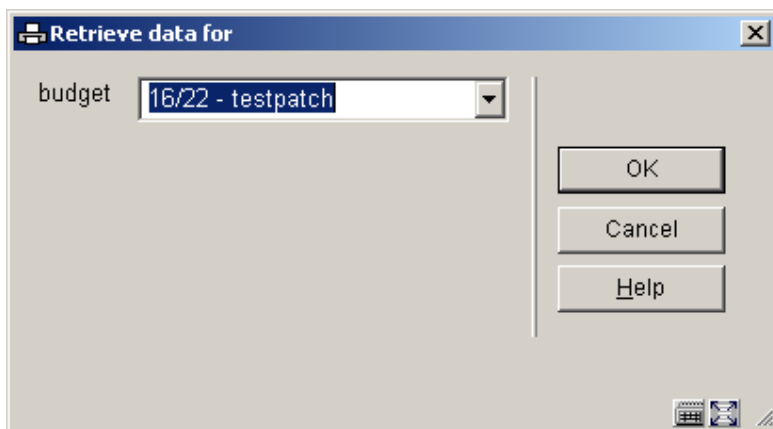 Retrieve data for
budget 16/22 - testpatch
OK
Cancel
Help